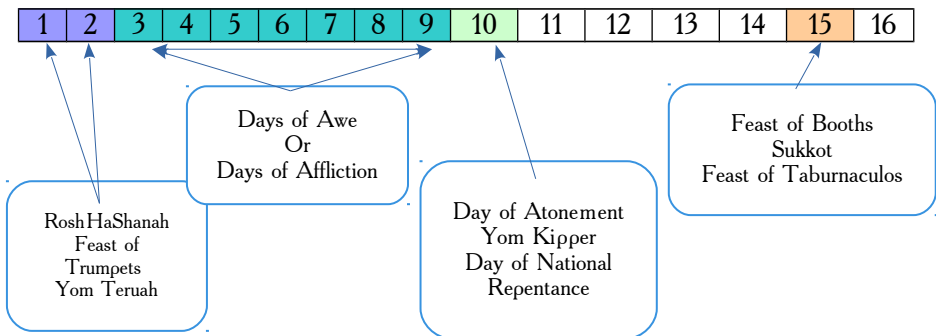 1 2 3 4 5 6 7 8 9 10 11 12 13 14 15 16
Days of Awe
Or
Days of Affliction
Feast of Booths
Sukkot
Feast of Taburnaculos
RoshHaShanah
Feast of
Trumpets
Yom Teruah
Day of Atonement
Yom Kipper
Day of National
Repentance